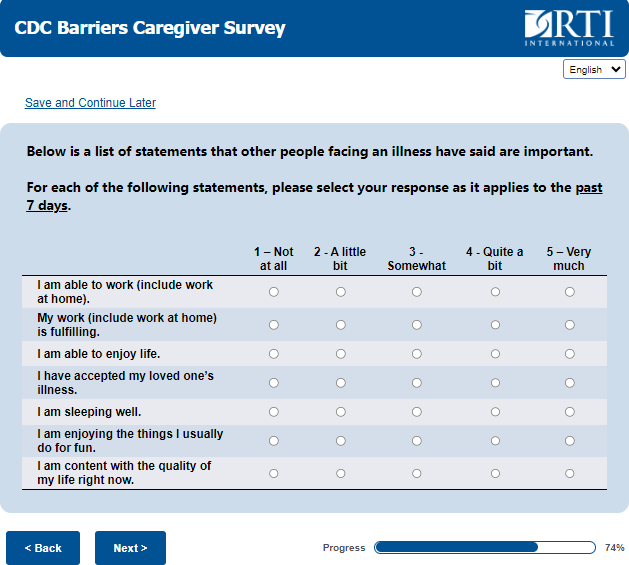 CDC Barriers Caregiver Survey
RTI
INTERNATIONAL
English
Save and Continue Later
Below is a list of statements that other people facing an illness have said are important.
For each of the following statements, please select your response as it applies to the past
7 days.
1 – Not
at all
2 - A little
bit
3 -
Somewhat
4 - Quite a
bit
5 – Very
much
I am able to work (include work
at home).
My work (include work at home)
is fulfilling.
I am able to enjoy life.
I have accepted my loved one's
illness.
I am sleeping well.
I am enjoying the things I usually
do for fun.
I am content with the quality of
my life right now.
< Back
Next >
Progress
74%